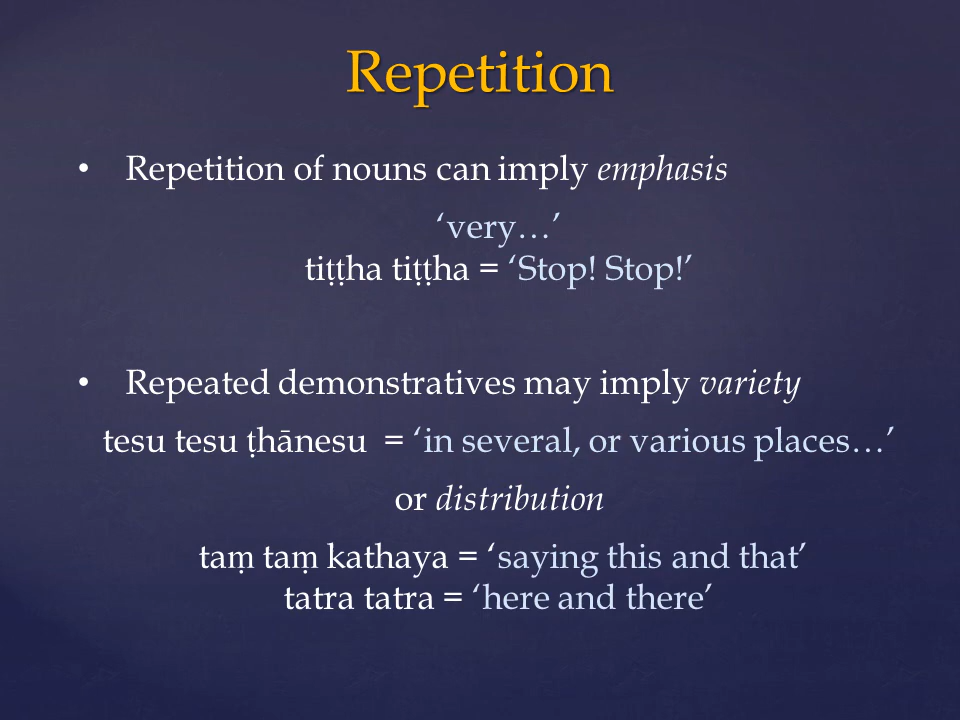 Repetition
• Repetition of nouns can imply emphasis
‘very…’
tiṭṭha tiṭṭha = ‘Stop! Stop!’
• Repeated demonstratives may imply variety
tesu tesu ṭhānesu = ‘in several, or various places…’
or distribution
taṃ taṃ kathaya = ‘saying this and that’
tatra tatra = ‘here and there’